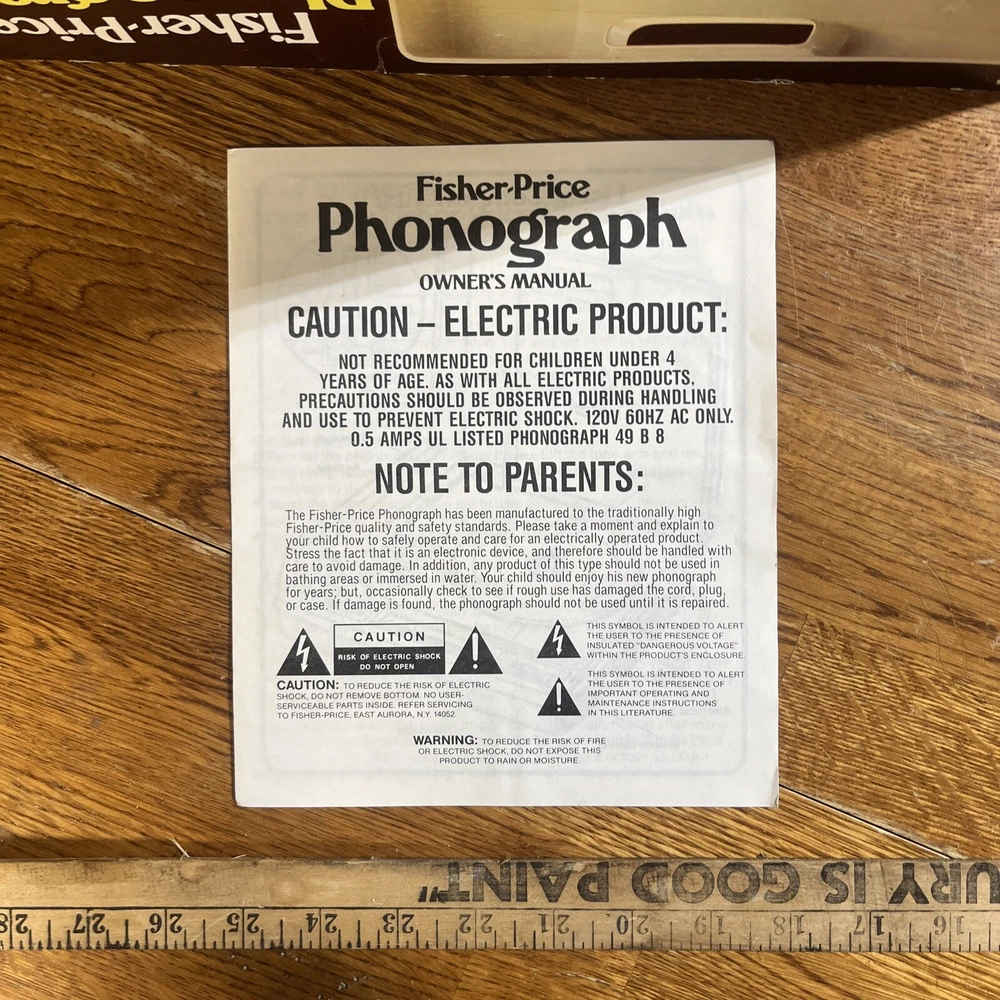 Fisher-Price
Fisher-Price
Phonograph
OWNER'S MANUAL
CAUTION – ELECTRIC PRODUCT:
NOT RECOMMENDED FOR CHILDREN UNDER 4
YEARS OF AGE. AS WITH ALL ELECTRIC PRODUCTS,
PRECAUTIONS SHOULD BE OBSERVED DURING HANDLING
AND USE TO PREVENT ELECTRIC SHOCK. 120V 60HZ AC ONLY.
0.5 AMPS UL LISTED PHONOGRAPH 49 B 8
NOTE TO PARENTS:
The Fisher-Price Phonograph has been manufactured to the traditionally high
Fisher-Price quality and safety standards. Please take a moment and explain to
your child how to safely operate and care for an electrically operated product.
Stress the fact that it is an electronic device, and therefore should be handled with
care to avoid damage. In addition, any product of this type should not be used in
bathing areas or immersed in water. Your child should enjoy his new phonograph
for years; but, occasionally check to see if rough use has damaged the cord, plug,
or case. If damage is found, the phonograph should not be used until it is repaired.
CAUTION
RISK OF ELECTRIC SHOCK
DO NOT OPEN
CAUTION: TO REDUCE THE RISK OF ELECTRIC
SHOCK, DO NOT REMOVE BOTTOM. NO USER-
SERVICEABLE PARTS INSIDE. REFER SERVICING
TO FISHER-PRICE, EAST AURORA, N.Y. 14052.
THIS SYMBOL IS INTENDED TO ALERT
THE USER TO THE PRESENCE OF
INSULATED "DANGEROUS VOLTAGE"
WITHIN THE PRODUCT'S ENCLOSURE.
THIS SYMBOL IS INTENDED TO ALERT
THE USER TO THE PRESENCE OF
IMPORTANT OPERATING AND
MAINTENANCE INSTRUCTIONS
IN THIS LITERATURE.
WARNING: TO REDUCE THE RISK OF FIRE
OR ELECTRIC SHOCK, DO NOT EXPOSE THIS
PRODUCT TO RAIN OR MOISTURE.
URY IS GOOD PAINT"
16 17 18 19 20 21 22 23 24 25 26 27 28